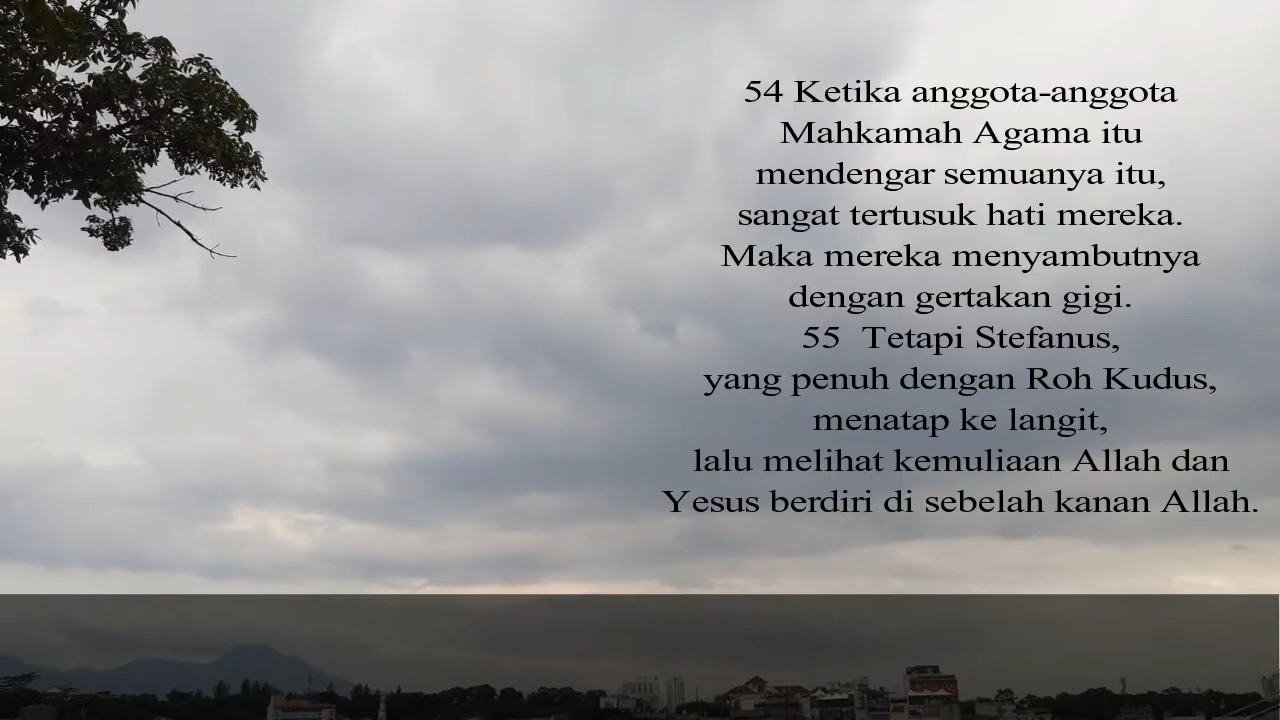 54 Ketika anggota-anggota
Mahkamah Agama itu
mendengar semuanya itu,
sangat tertusuk hati mereka.
Maka mereka menyambutnya
dengan gertakan gigi.
55  Tetapi Stefanus,
yang penuh dengan Roh Kudus,
menatap ke langit,
lalu melihat kemuliaan Allah dan
Yesus berdiri di sebelah kanan Allah.